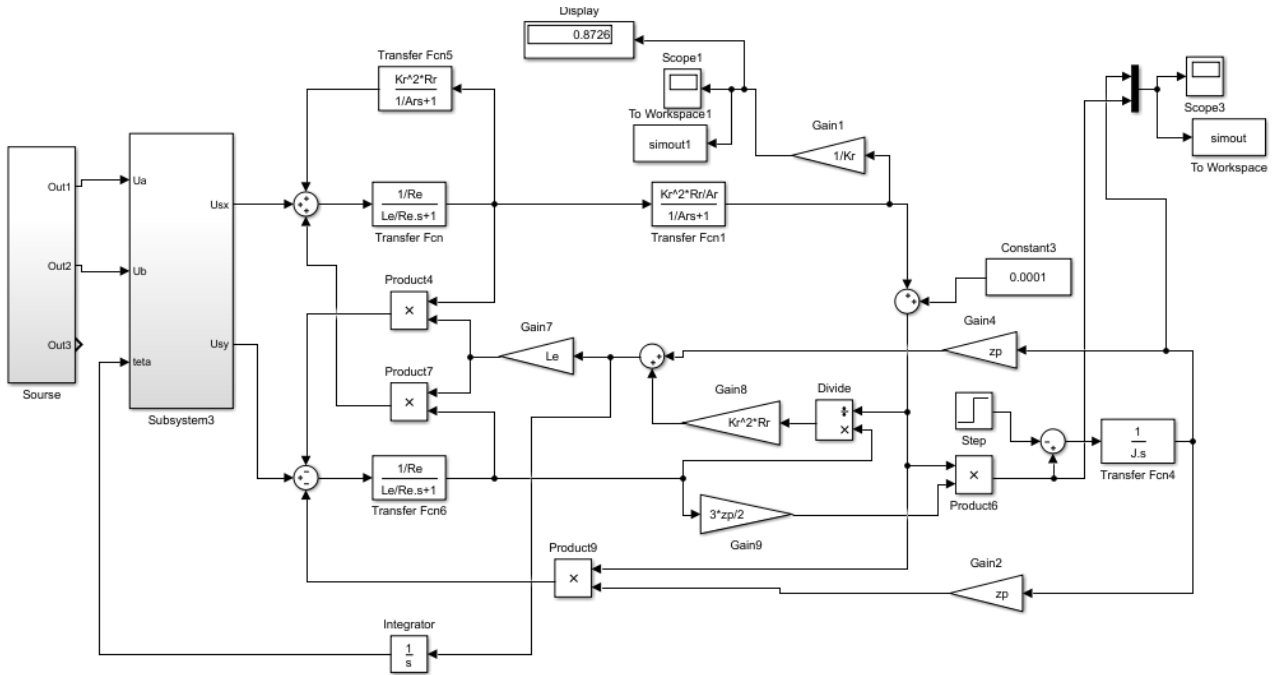 Display
0.8726
Transfer Fcn5
Kr^2*Rr
1/Ars+1
Scope1
Scope3
To Workspace1
simout1
simout
To Workspace
Gain1
1/Kr
Out1
Ua
Usx
+
+
+
1/Re
Le/Re.s+1
Transfer Fcn
Kr^2*Rr/Ar
1/Ars+1
Transfer Fcn1
Constant3
0.0001
+
+
Out2
Ub
Product4
×
Gain7
Le
Gain4
zp
+
+
Out3
Usy
teta
Sourse
Subsystem3
Product7
×
Gain8
Kr^2*Rr
Divide
÷
×
Step
-
+
1
J.s
Transfer Fcn4
-
+
-
1/Re
Le/Re.s+1
Transfer Fcn6
3*zp/2
Gain9
×
Product6
Product9
×
Gain2
zp
Integrator
1
s